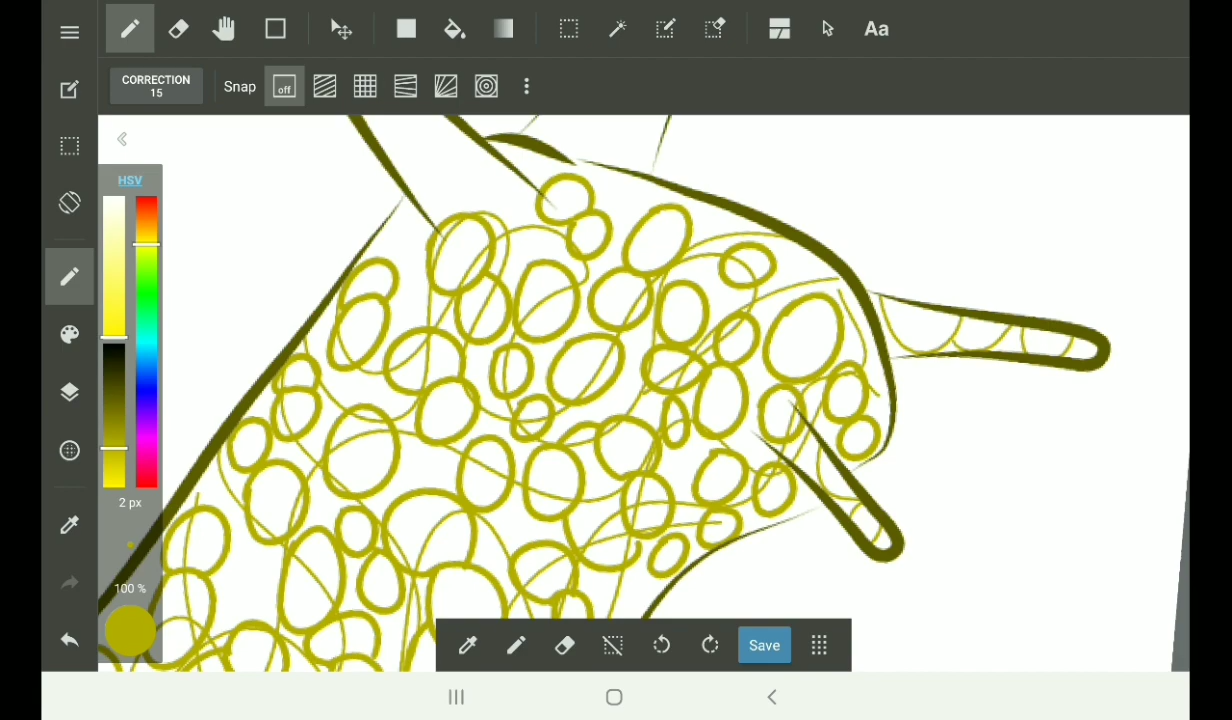 Aa
CORRECTION
15
Snap
off
HSV
2 px
100 %
Save